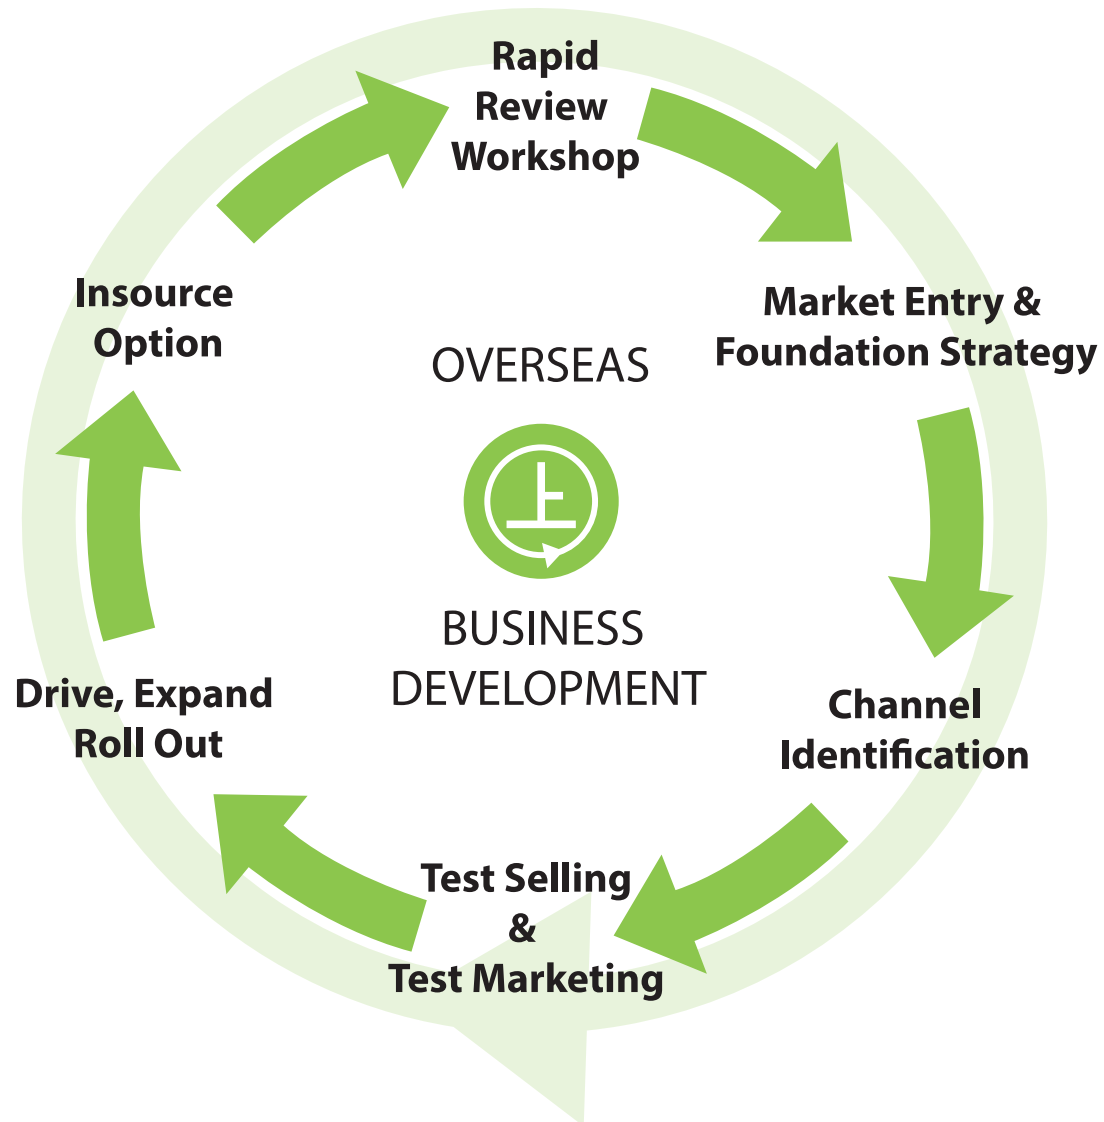 Rapid
Review
Workshop
Market Entry &
Foundation Strategy
Channel
Identification
Test Selling
&
Test Marketing
Drive, Expand
Roll Out
Insource
Option
OVERSEAS
上
BUSINESS
DEVELOPMENT